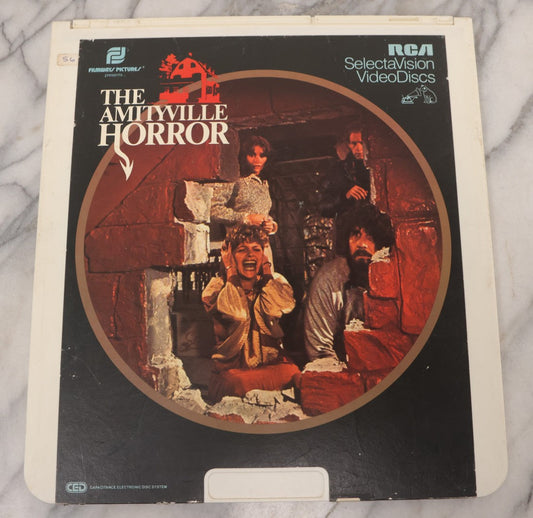 56
FILMWAYS PICTURES
presents
RCA
SelectaVision
VideoDiscs
THE
AMITYVILLE
HORROR
CED
CAPACITANCE ELECTRONIC DISC SYSTEM